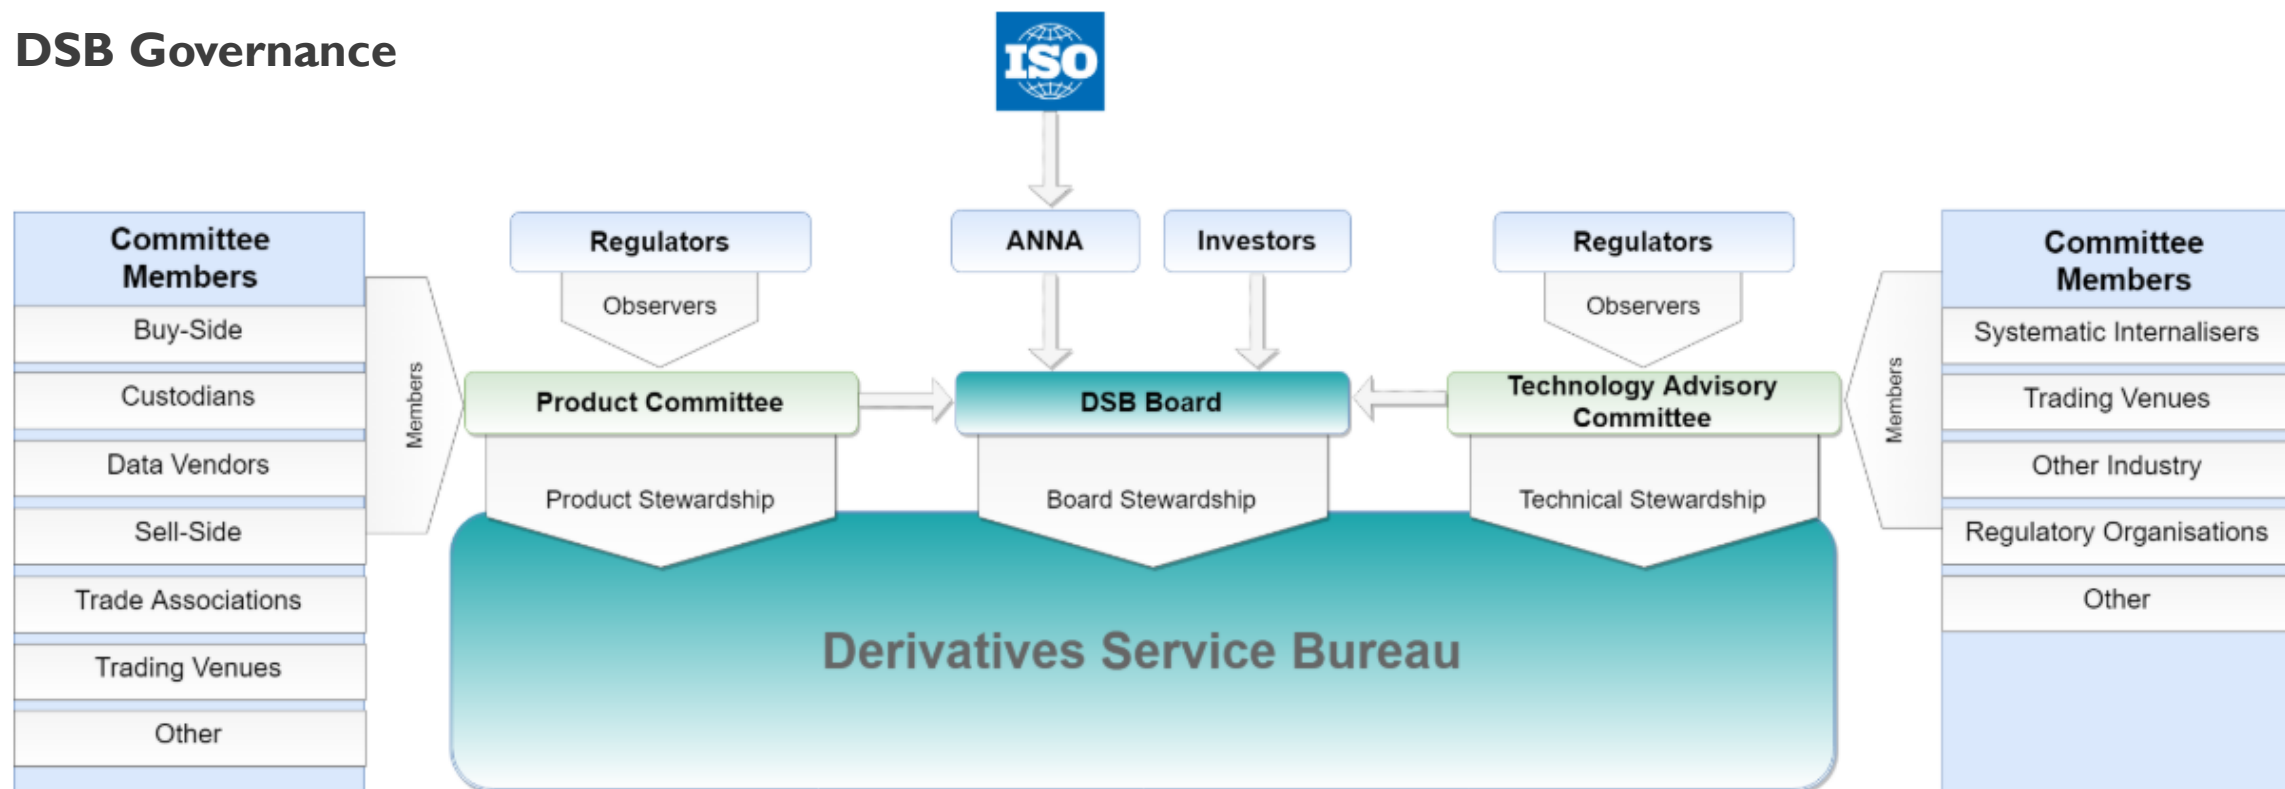 DSB Governance
ISO
Committee
Members
Buy-Side
Custodians
Data Vendors
Sell-Side
Trade Associations
Trading Venues
Other
Members
Regulators
Observers
Product Committee
Product Stewardship
ANNA
Investors
DSB Board
Board Stewardship
Regulators
Observers
Technology Advisory
Committee
Technical Stewardship
Derivatives Service Bureau
Members
Committee
Members
Systematic Internalisers
Trading Venues
Other Industry
Regulatory Organisations
Other